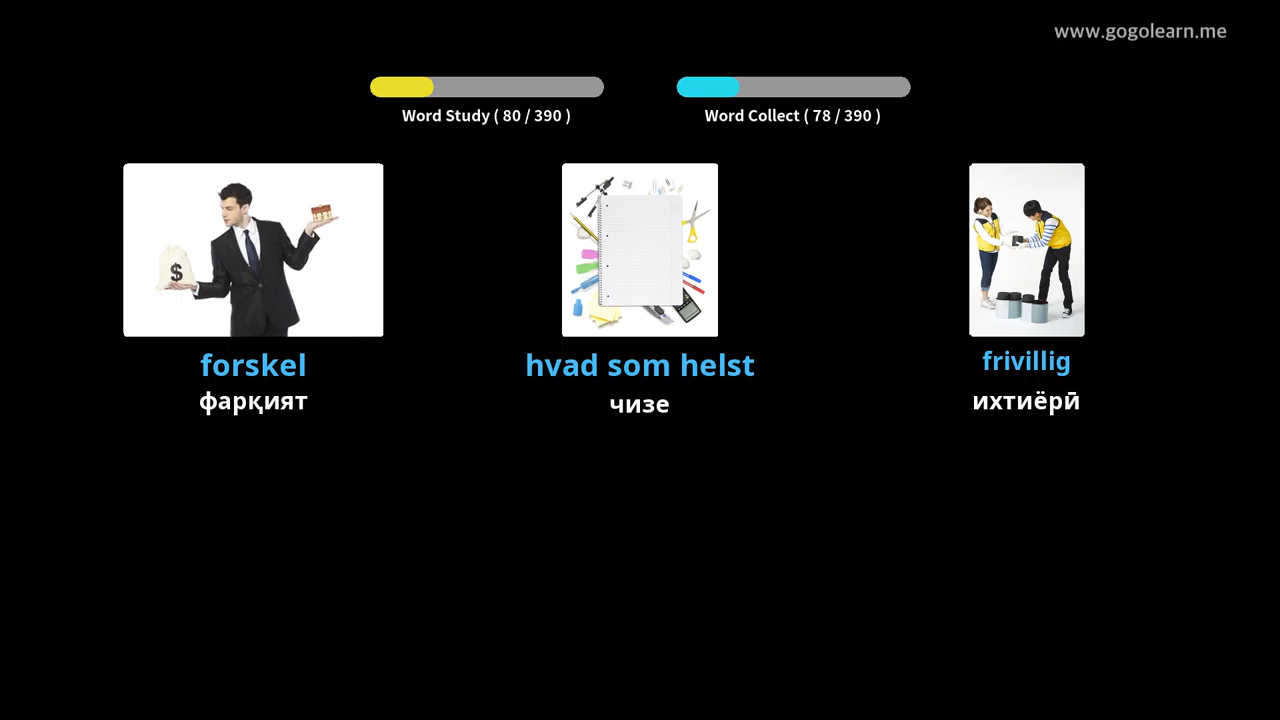 www.gogolearn.me
Word Study ( 80 / 390 )
Word Collect ( 78 / 390 )
$
forskel
hvad som helst
frivillig
фарқият
чизе
ихтиёрӣ